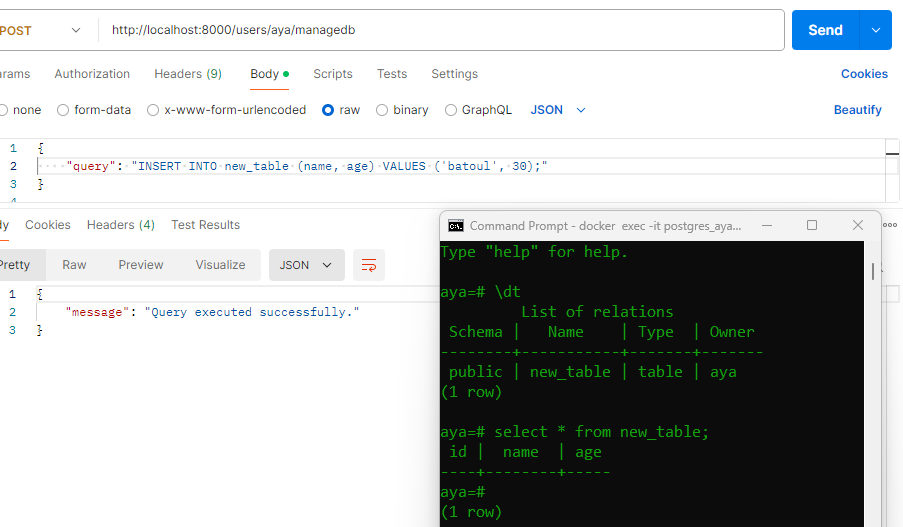 POST
http://localhost:8000/users/aya/managedb
Send
arams Authorization Headers (9) Body Scripts Tests Settings Cookies
none form-data x-www-form-urlencoded raw binary GraphQL JSON Beautify
1 {
2 "query": "INSERT INTO new_table (name, age) VALUES ('batoul', 30);"
3 }
4
dy Cookies Headers (4) Test Results
Pretty Raw Preview Visualize JSON
1 {
2 "message": "Query executed successfully."
3 }
Command Prompt - docker exec -it postgres_aya...
Type "help" for help.
aya=# \dt
List of relations
Schema | Name | Type | Owner
--------+-----------+-------+-------
public | new_table | table | aya
(1 row)
aya=# select * from new_table;
id | name | age
----+--------+-----
aya=#
(1 row)